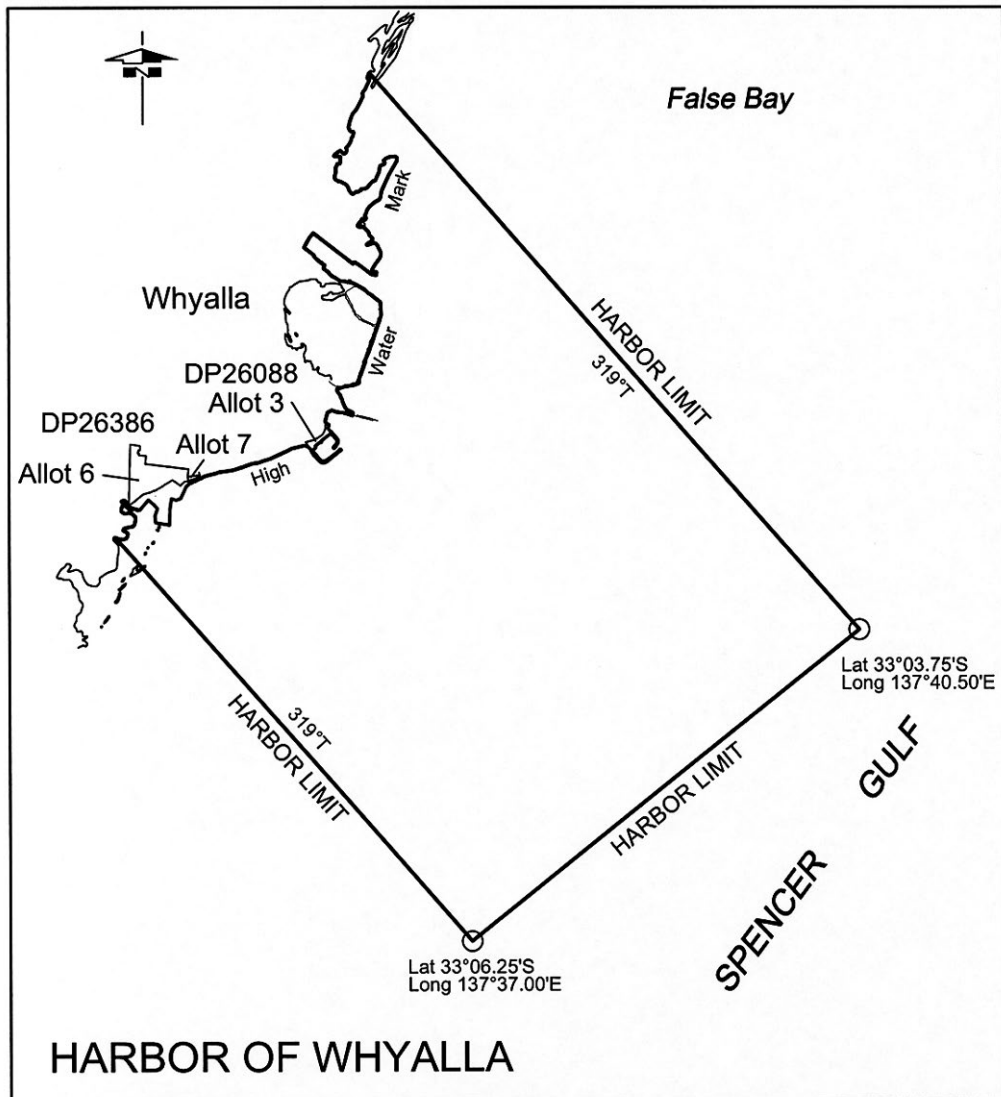 N
False Bay
Mark
Whyalla
Water
HARBOR LIMIT
319°T
DP26088
Allot 3
DP26386
Allot 7
Allot 6
High
Lat 33°03.75'S
Long 137°40.50'E
319°T
HARBOR LIMIT
HARBOR LIMIT
SPENCER GULF
Lat 33°06.25'S
Long 137°37.00'E
HARBOR OF WHYALLA